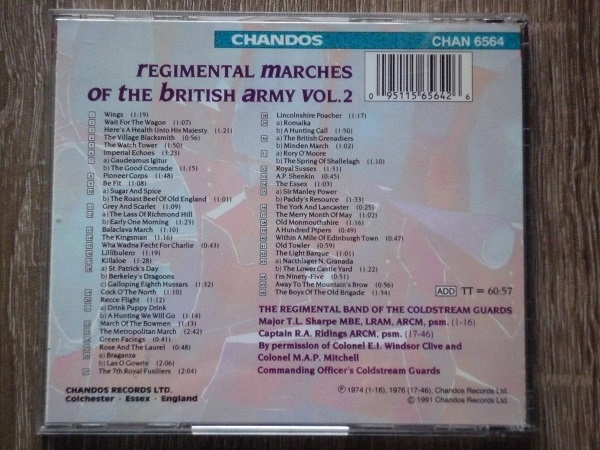 CHANDOS
CHAN 6564
REGIMENTAL MARCHES
OF THE BRITISH ARMY VOL.2
0 95115 65642 6
Wings (1:19)
Wait For The Wagon (1:07)
Here's A Health Unto His Majesty (1:21)
The Village Blacksmith (0:56)
The Watch Tower (1:50)
Imperial Echoes (3:23)
a) Gaudeamus Igitur
b) The Good Comrade (1:15)
Pioneer Corps (1:48)
Be Fit (1:08)
a) Sugar And Spice
b) The Roast Beef Of Old England (1:01)
Grey And Scarlet (1:09)
a) The Lass Of Richmond Hill
b) Early One Morning (1:23)
Balaclava March (1:10)
The Kingsman (1:16)
Wha Wadna Fecht For Charlie (0:43)
Lillibulero (1:19)
Killaloe (1:28)
a) St. Patrick's Day
b) Berkeley's Dragoons
c) Galloping Eighth Hussars (1:32)
Cock O'The North (1:10)
Recce Flight (1:12)
a) Drink Puppy Drink
b) A Hunting We Will Go (1:14)
March Of The Bowmen (1:13)
The Metropolitan March (2:42)
Green Facings (0:41)
Rose And The Laurel (0:48)
a) Braganza
b) Las O Gowrie (2:06)
The 7th Royal Fusiliers (2:04)
Lincolnshire Poacher (1:17)
a) Romaika
b) A Hunting Call (1:50)
a) The British Grenadiers
b) Minden March (1:02)
a) Rory O'Moore
b) The Spring Of Shallelagh (1:10)
Royal Sussex (1:31)
A.P. Shenkin (0:45)
The Essex (1:03)
a) Sir Manley Power
b) Paddy's Resource (1:33)
The York And Lancaster (0:25)
The Merry Month Of May (1:02)
Old Monmouthshire (1:17)
A Hundred Pipers (0:49)
Within A Mile Of Edinburgh Town (0:47)
Old Towler (0:59)
The Light Barque (1:01)
a) Nachtlager N. Granada
b) The Lower Castle Yard (1:22)
I'm Ninety-Five (0:51)
Away To The Mountain's Brow (0:56)
The Boys Of The Old Brigade (1:34)
ADD TT = 60:57
THE REGIMENTAL BAND OF THE COLDSTREAM GUARDS
Major T.L. Sharpe MBE, LRAM, ARCM, psm. (1-16)
Captain R.A. Ridings ARCM, psm. (17-46)
By permission of Colonel E.I. Windsor Clive and
Colonel M.A.P. Mitchell
Commanding Officer's Coldstream Guards
CHANDOS RECORDS LTD.
Colchester · Essex · England
℗ 1974 (1-16), 1976 (17-46), Chandos Records Ltd.
© 1991 Chandos Records Ltd.